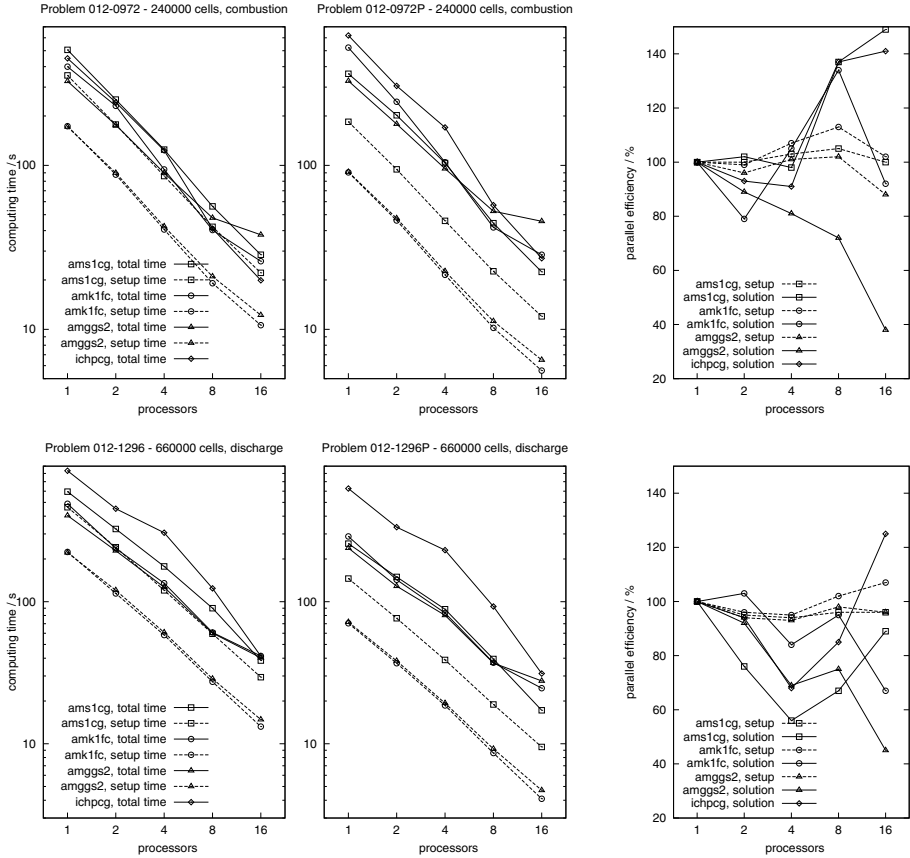 Problem 012-0972 - 240000 cells, combustion
Problem 012-0972P - 240000 cells, combustion
computing time / s
100
10
ams1cg, total time
ams1cg, setup time
amk1fc, total time
amk1fc, setup time
amggs2, total time
amggs2, setup time
ichpcg, total time
1 2 4 8 16
processors
100
10
1 2 4 8 16
processors
parallel efficiency / %
140
120
100
80
60
40
20
ams1cg, setup
ams1cg, solution
amk1fc, setup
amk1fc, solution
amggs2, setup
amggs2, solution
ichpcg, solution
1 2 4 8 16
processors
Problem 012-1296 - 660000 cells, discharge
Problem 012-1296P - 660000 cells, discharge
computing time / s
100
10
ams1cg, total time
ams1cg, setup time
amk1fc, total time
amk1fc, setup time
amggs2, total time
amggs2, setup time
ichpcg, total time
1 2 4 8 16
processors
100
10
1 2 4 8 16
processors
parallel efficiency / %
140
120
100
80
60
40
20
ams1cg, setup
ams1cg, solution
amk1fc, setup
amk1fc, solution
amggs2, setup
amggs2, solution
ichpcg, solution
1 2 4 8 16
processors